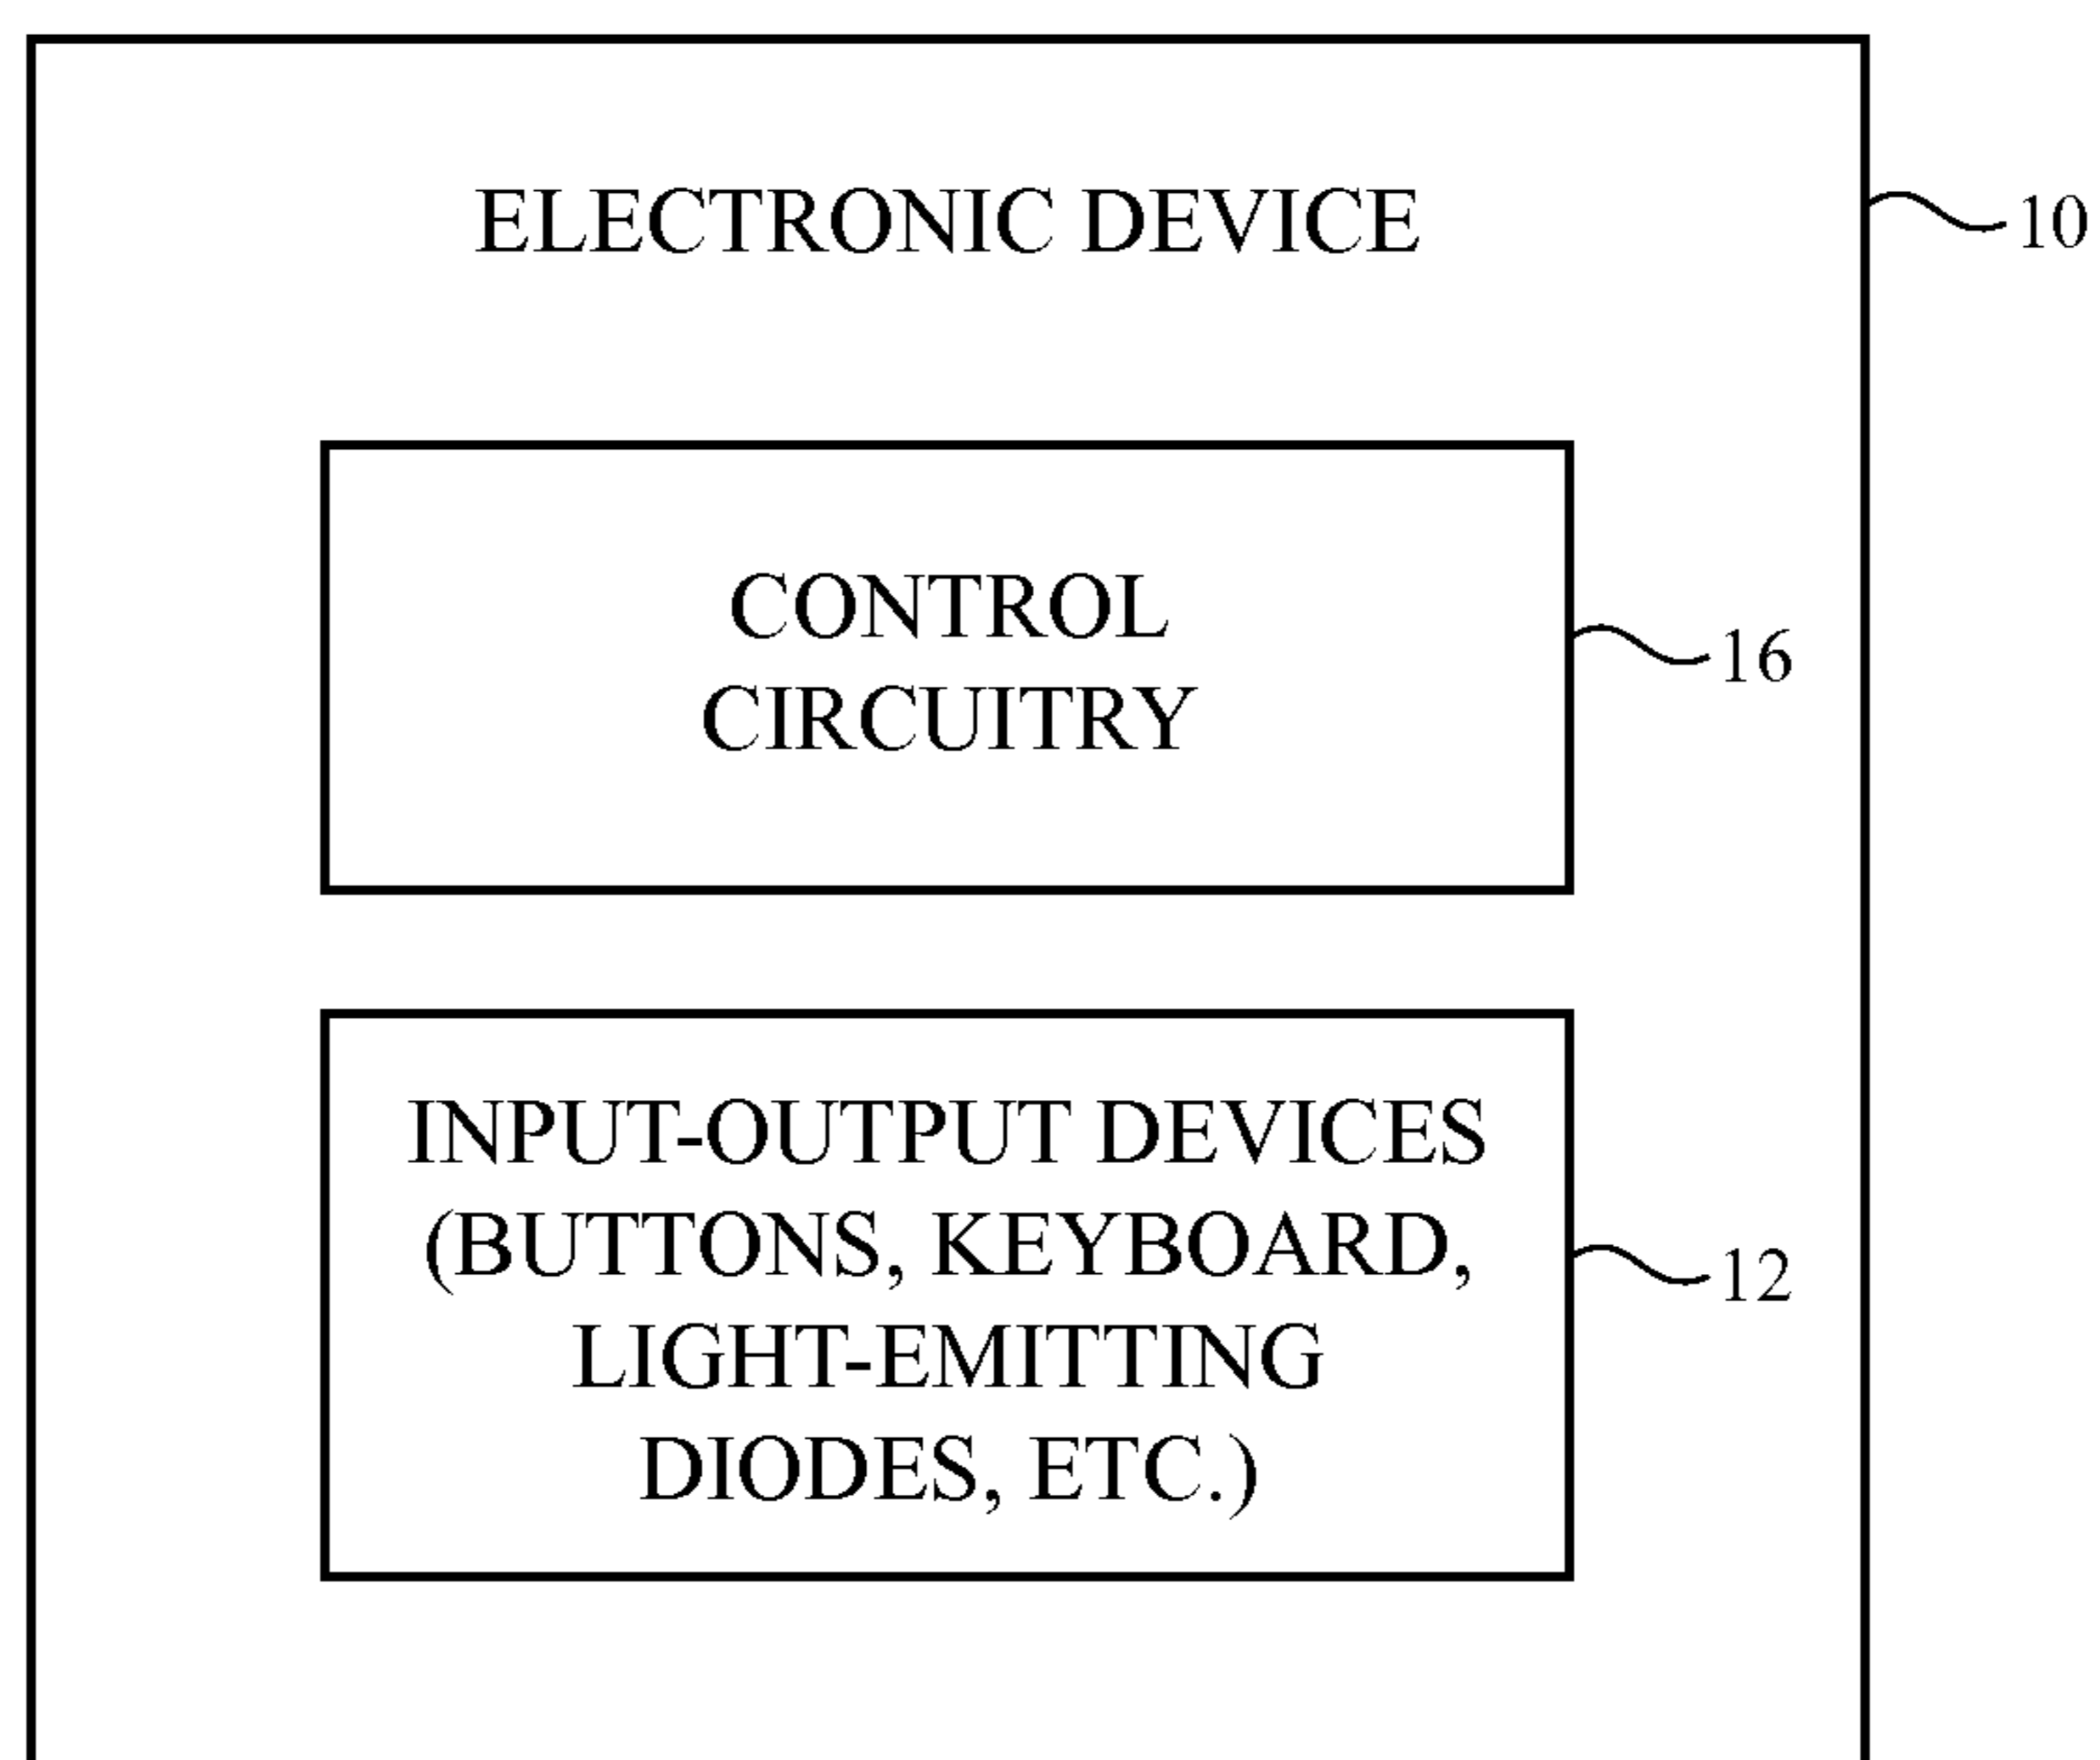 ELECTRONIC DEVICE
10
CONTROL
CIRCUITRY
16
INPUT-OUTPUT DEVICES
(BUTTONS, KEYBOARD,
LIGHT-EMITTING
DIODES, ETC.)
12